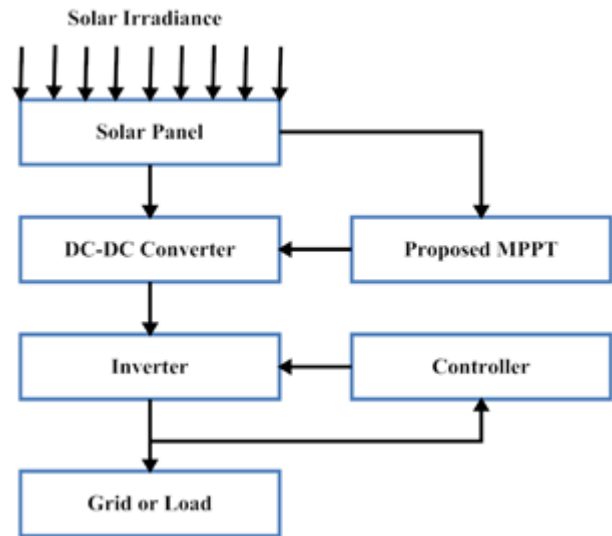 Solar Irradiance
Solar Panel
DC-DC Converter
Proposed MPPT
Inverter
Controller
Grid or Load